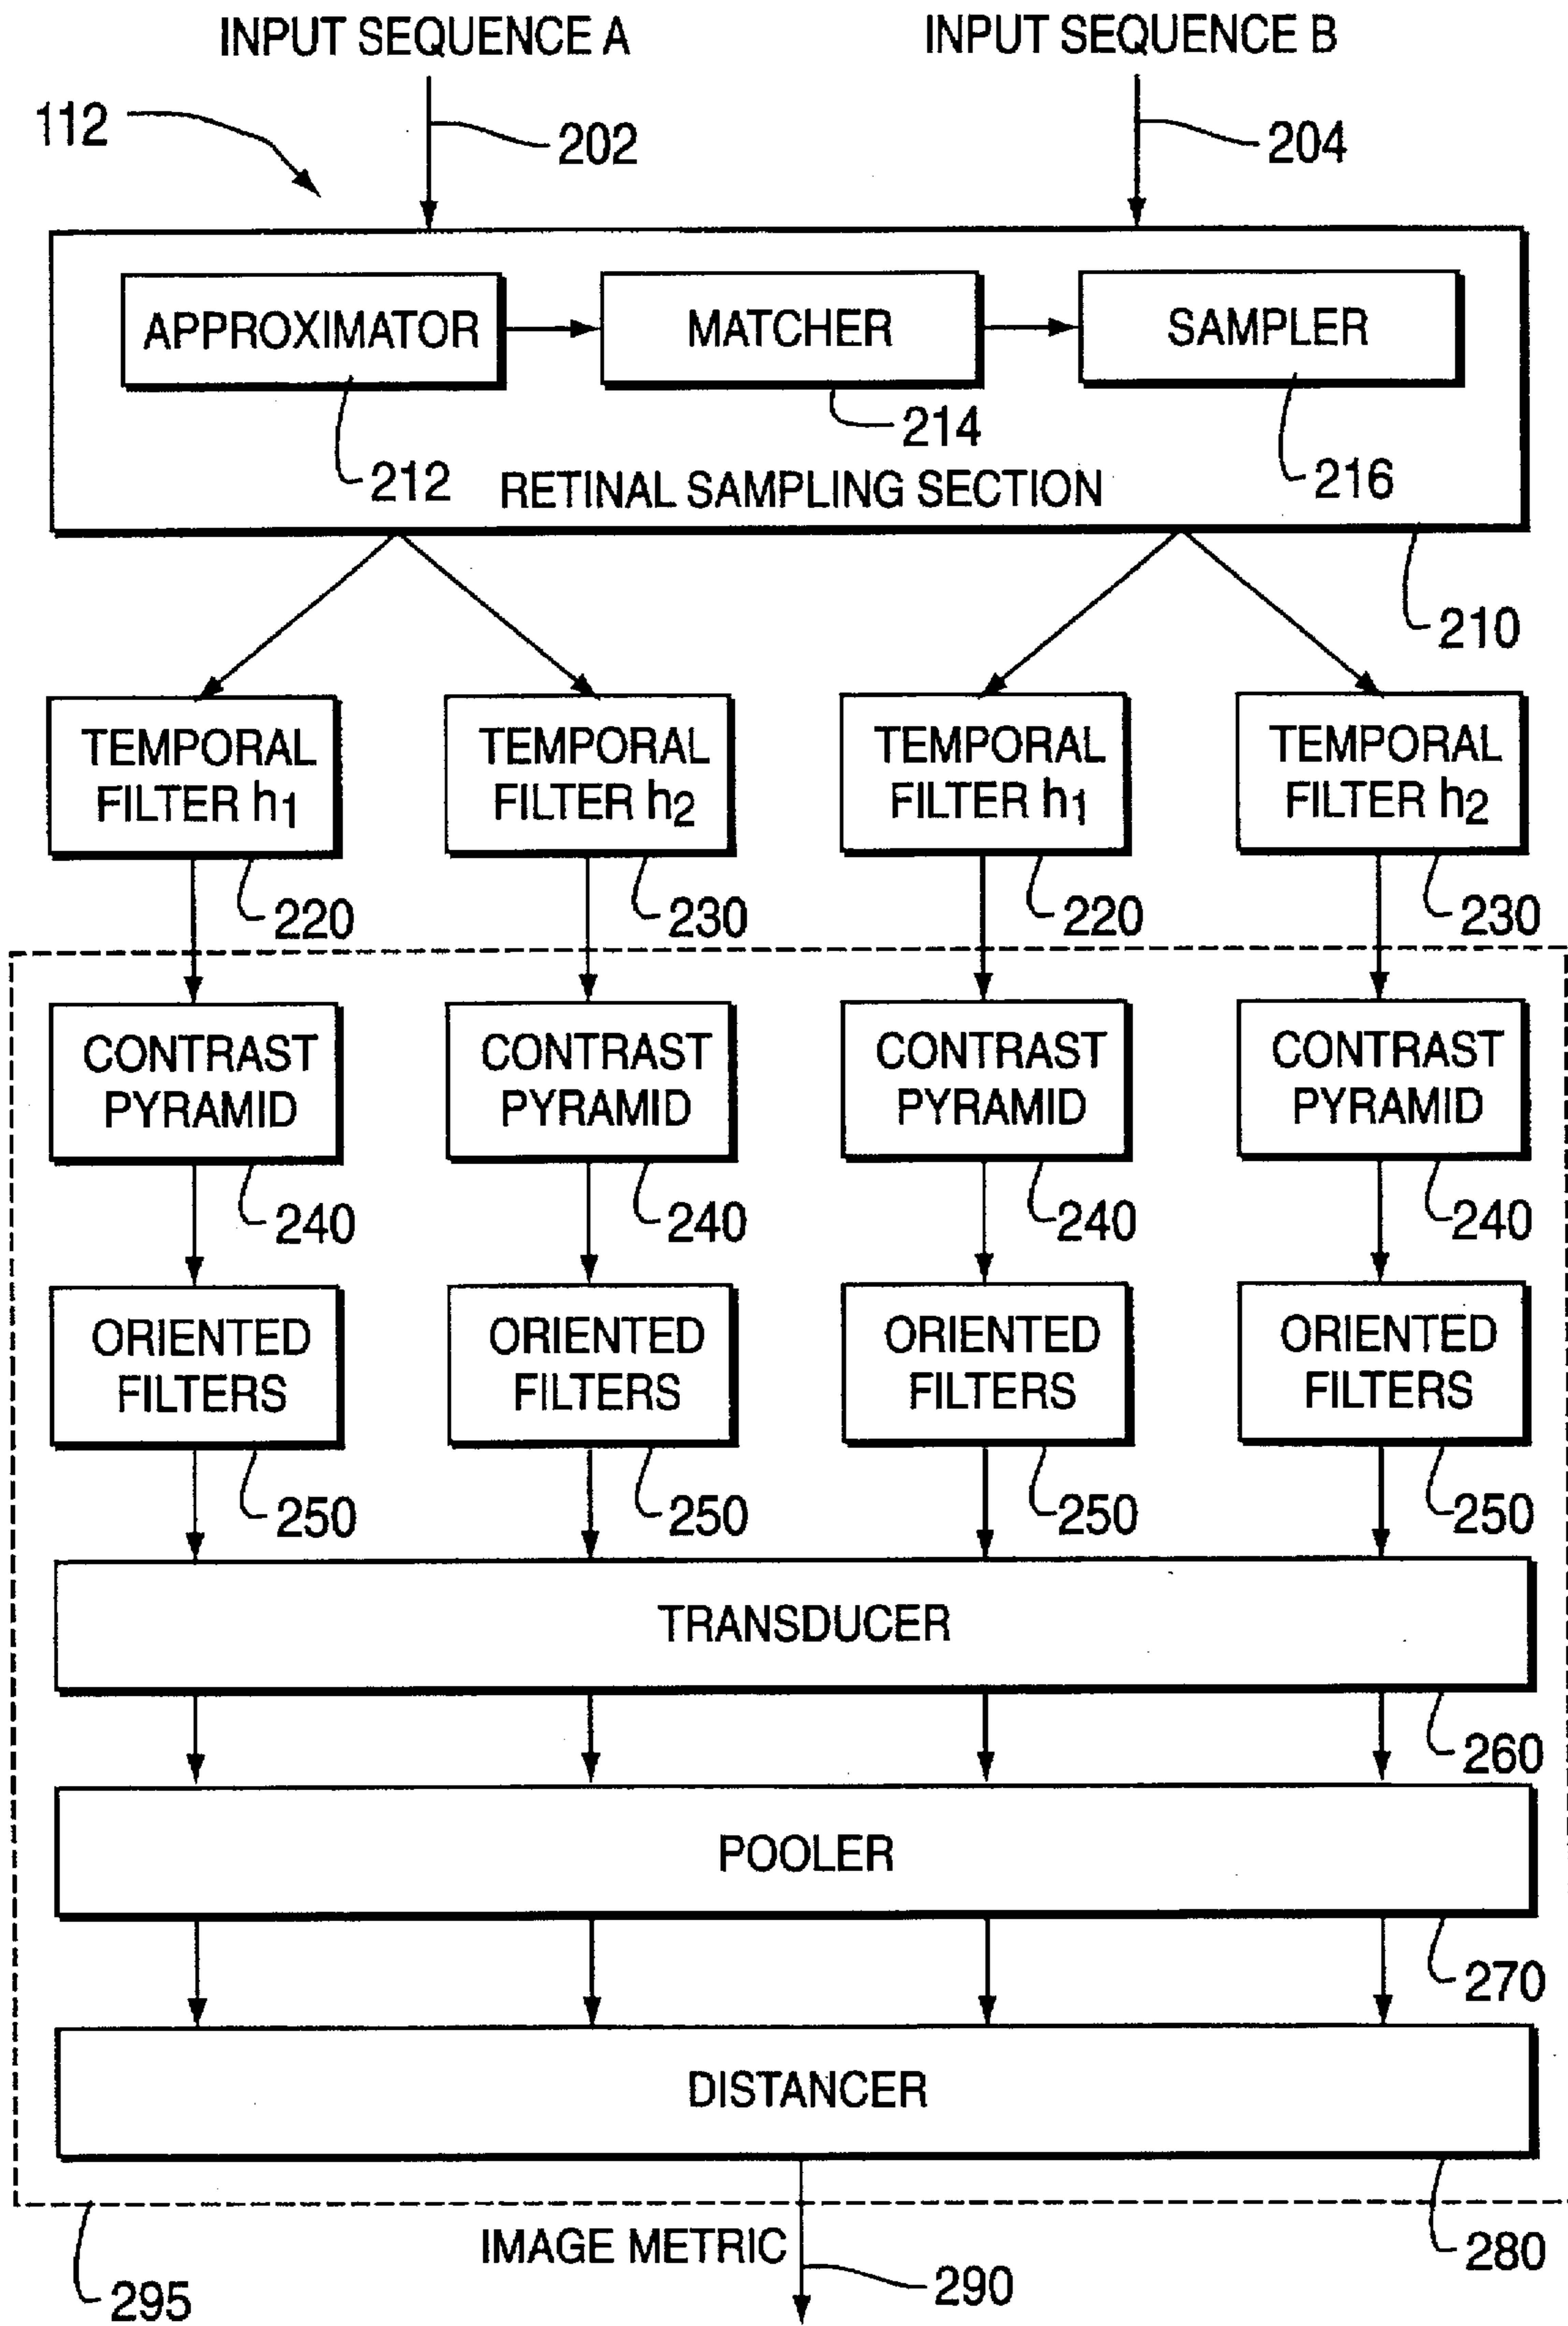 INPUT SEQUENCE A
INPUT SEQUENCE B
112
202
204
APPROXIMATOR
MATCHER
SAMPLER
212
214
216
RETINAL SAMPLING SECTION
210
TEMPORAL
FILTER h1
TEMPORAL
FILTER h2
TEMPORAL
FILTER h1
TEMPORAL
FILTER h2
220
230
220
230
CONTRAST
PYRAMID
CONTRAST
PYRAMID
CONTRAST
PYRAMID
CONTRAST
PYRAMID
240
240
240
240
ORIENTED
FILTERS
ORIENTED
FILTERS
ORIENTED
FILTERS
ORIENTED
FILTERS
250
250
250
250
TRANSDUCER
260
POOLER
270
DISTANCER
280
IMAGE METRIC
290
295